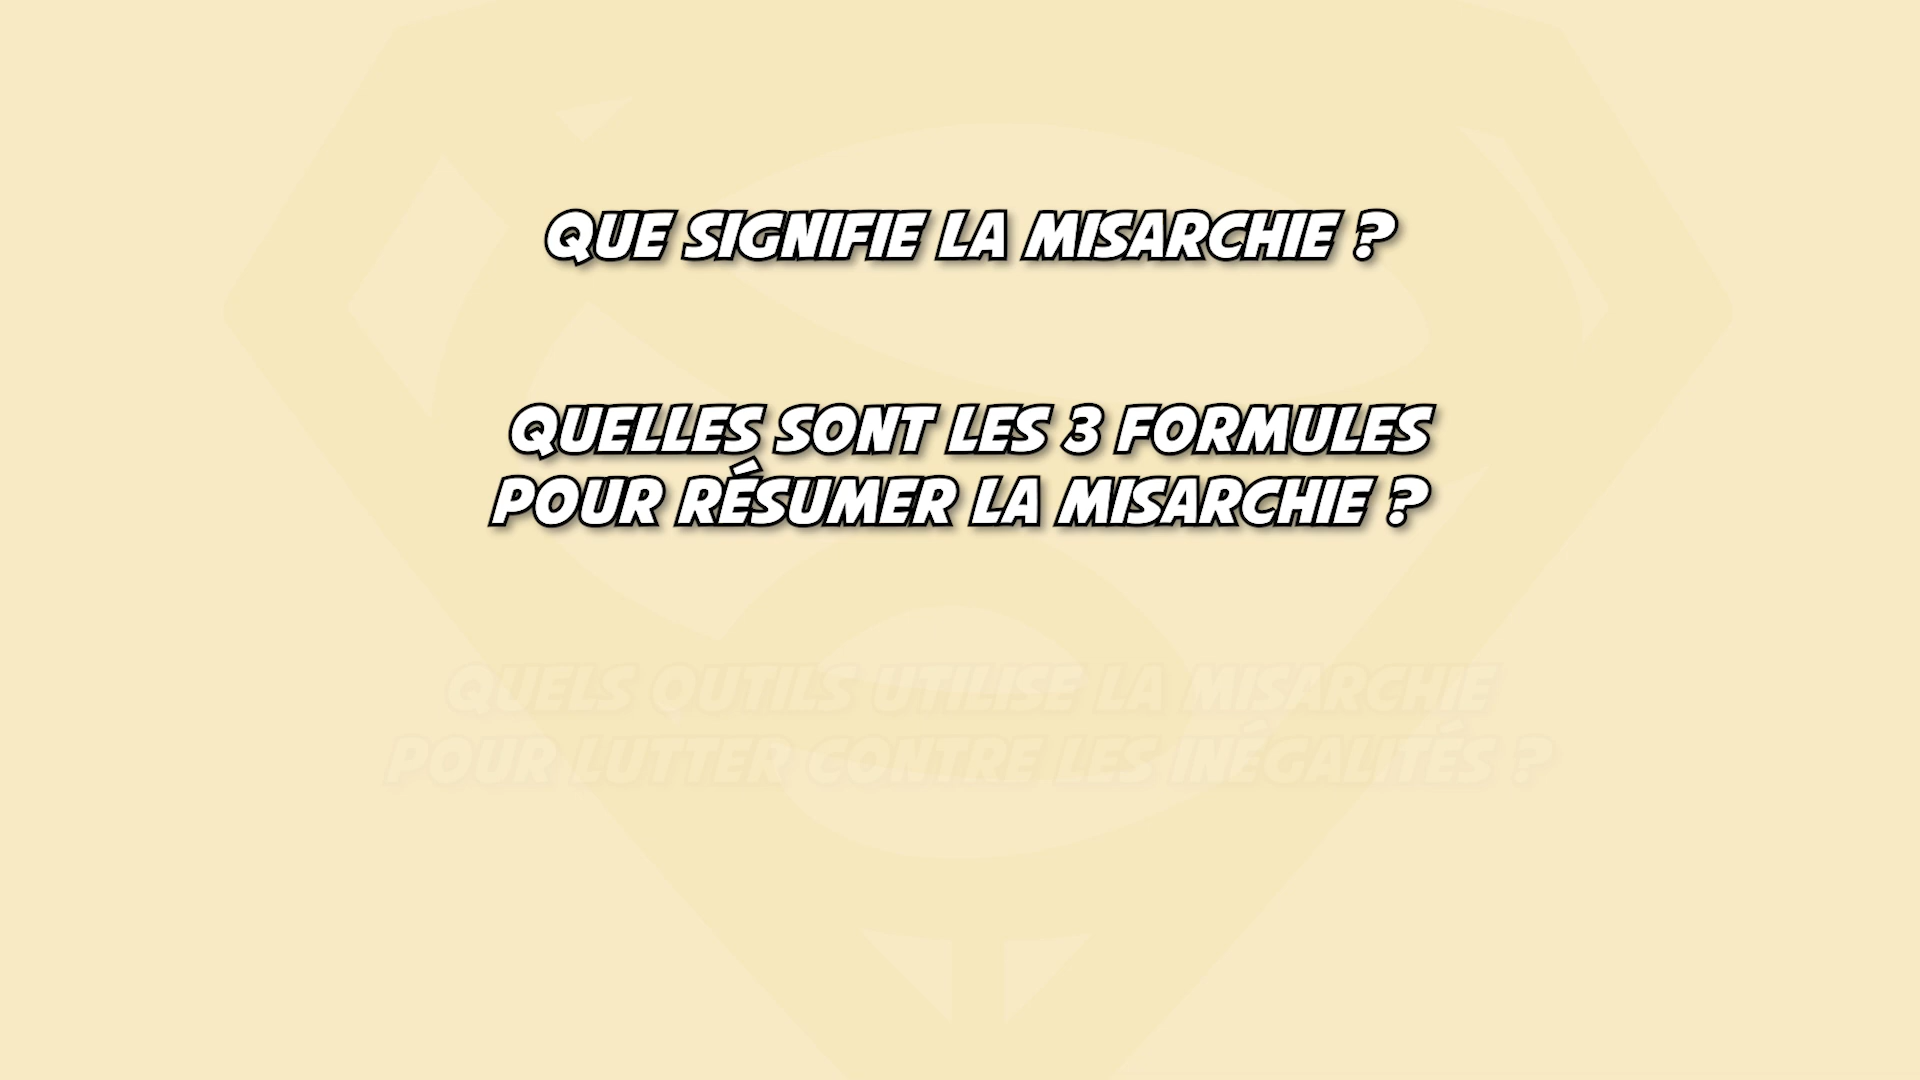 QUE SIGNIFIE LA MISARCHIE ?
QUELLES SONT LES 3 FORMULES
POUR RÉSUMER LA MISARCHIE ?
QUELS OUTILS UTILISE LA MISARCHIE
POUR LUTTER CONTRE LES INÉGALITÉS ?